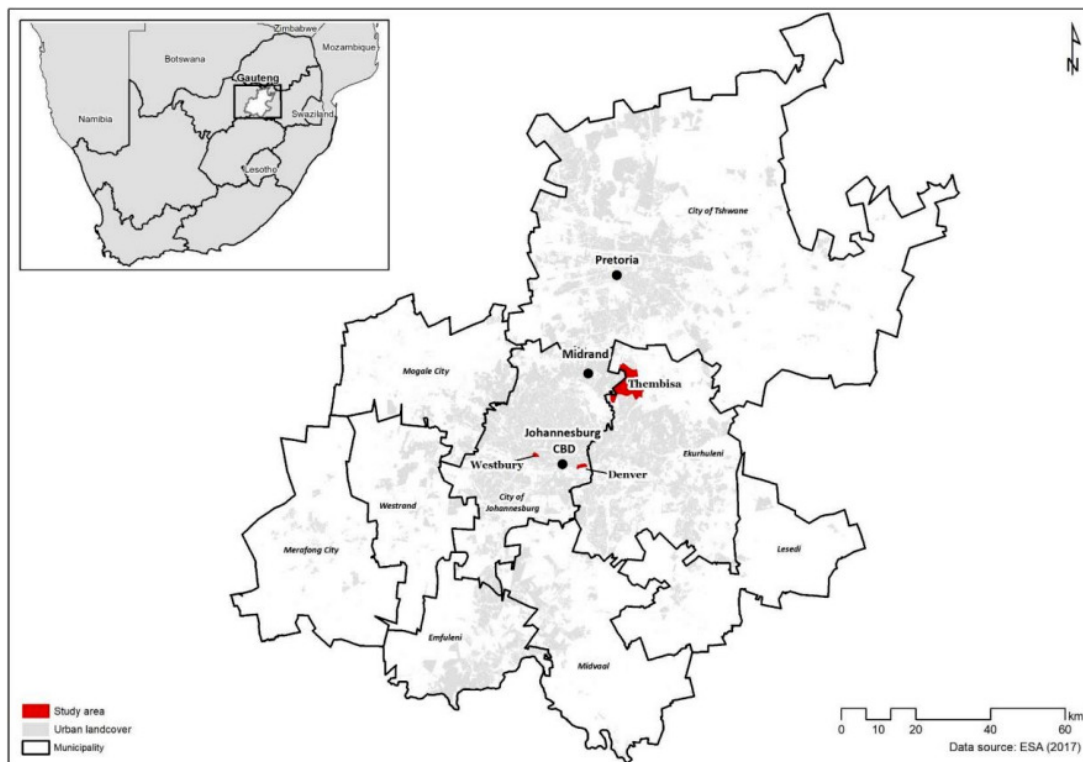 Zimbabwe
Mozambique
Botswana
Gauteng
Namibia
Swaziland
Lesotho
N
City of Tshwane
Pretoria
Midrand
Mogale City
Thembisa
Johannesburg
CBD
Westbury
Denver
Ekurhuleni
Westrand
City of
Johannesburg
Merafong City
Lesedi
Emfuleni
Midvaal
Study area
Urban landcover
Municipality
km
0 10 20 40 60
Data source: ESA (2017)